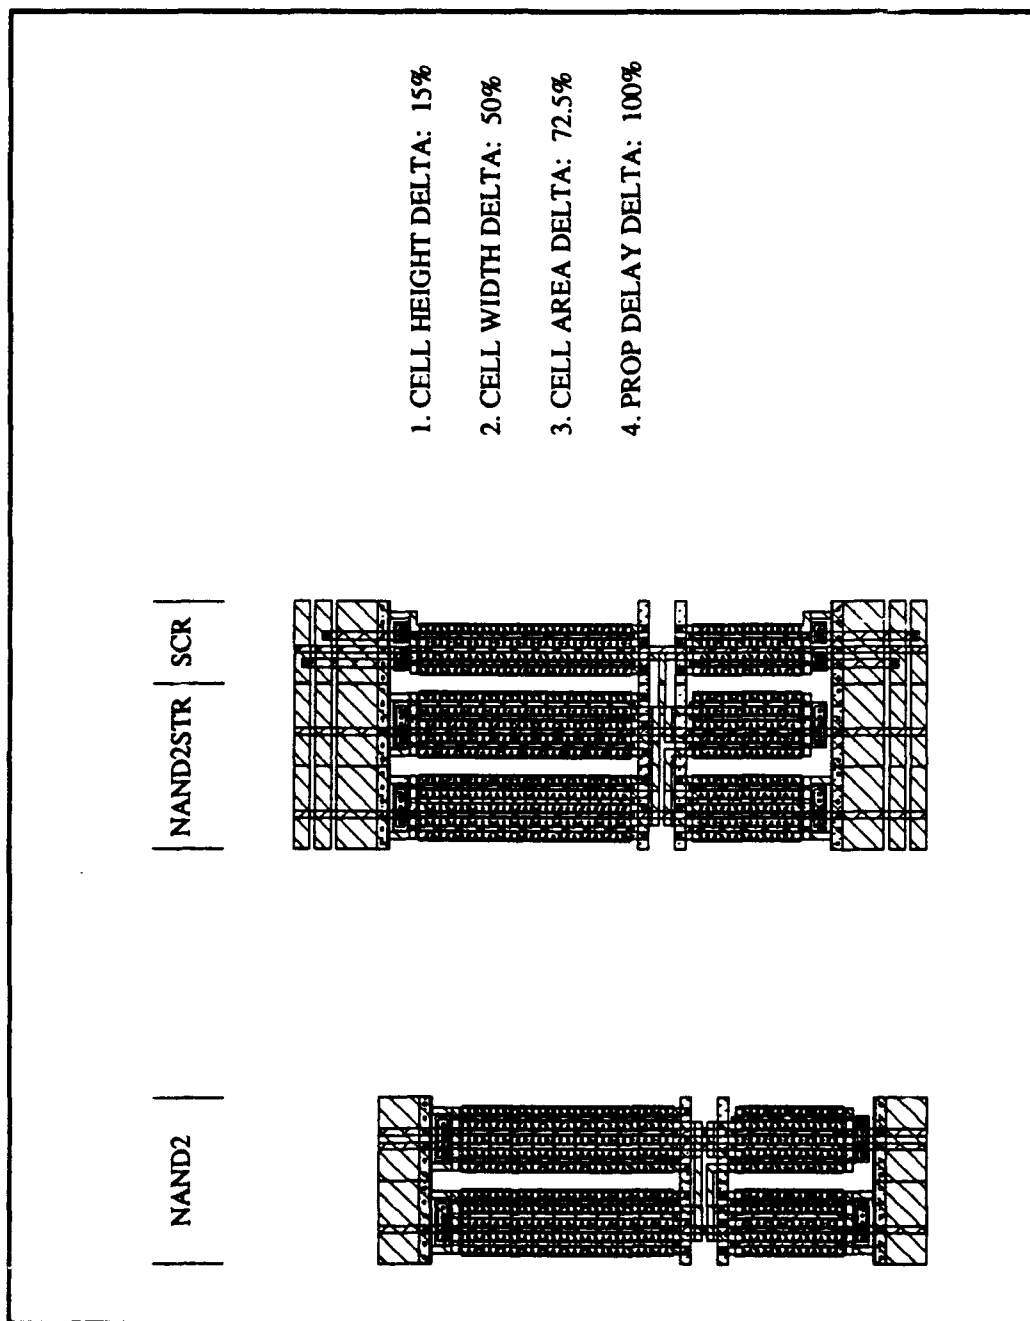 NAND2
NAND2STR
SCR
1. CELL HEIGHT DELTA: 15%
2. CELL WIDTH DELTA: 50%
3. CELL AREA DELTA: 72.5%
4. PROP DELAY DELTA: 100%